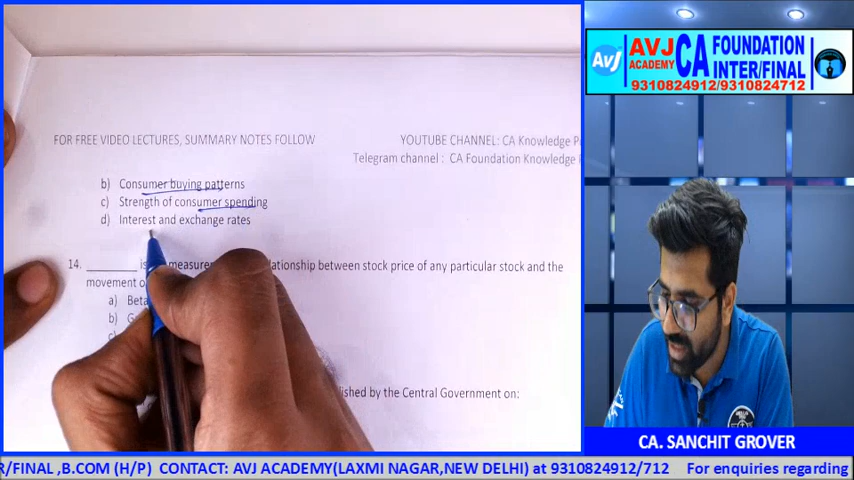 AVJ
AVJ
ACADEMY
CA
FOUNDATION
INTER/FINAL
9310824912/9310824712
FOR FREE VIDEO LECTURES, SUMMARY NOTES FOLLOW
YOUTUBE CHANNEL: CA Knowledge
Telegram channel : CA Foundation Knowledge
b) Consumer buying patterns
c) Strength of consumer spending
d) Interest and exchange rates
14. ________ is between stock price of any particular stock and the
movement
a) Beta
b)
by the Central Government on:
CA. SANCHIT GROVER
R/FINAL ,B.COM (H/P) CONTACT: AVJ ACADEMY(LAXMI NAGAR,NEW DELHI) at 9310824912/712 For enquiries regarding